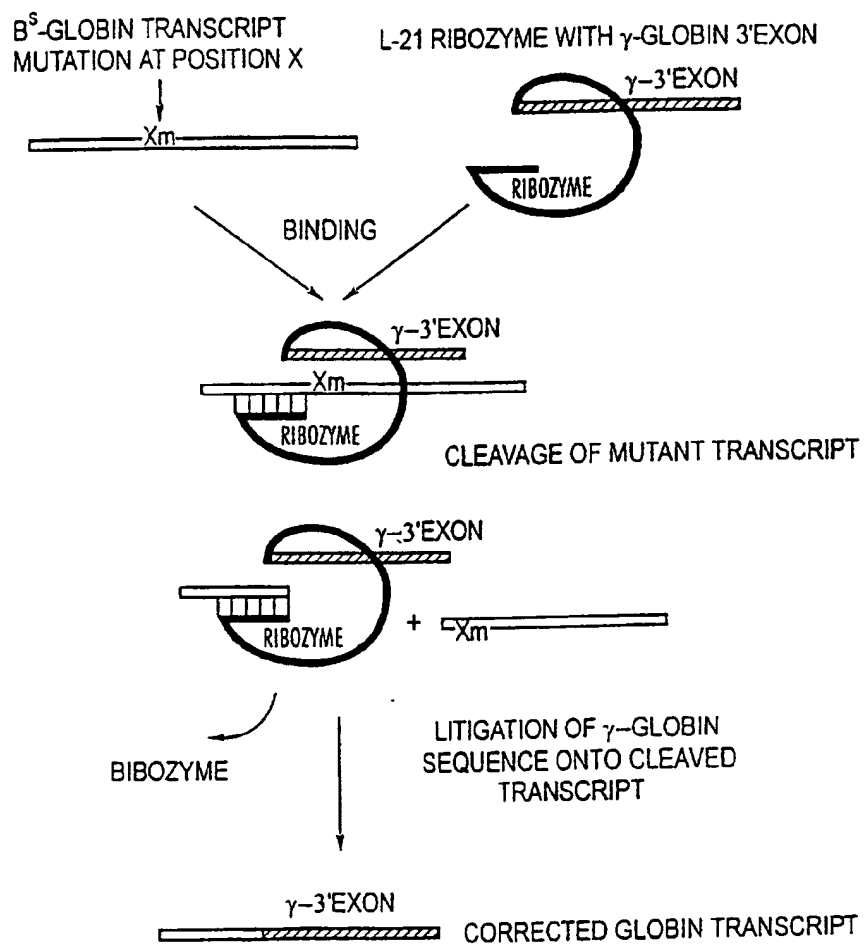 Bˢ-GLOBIN TRANSCRIPT
MUTATION AT POSITION X
L-21 RIBOZYME WITH γ-GLOBIN 3'EXON
γ-3'EXON
Xm
RIBOZYME
BINDING
γ-3'EXON
Xm
RIBOZYME
CLEAVAGE OF MUTANT TRANSCRIPT
γ-3'EXON
RIBOZYME
+
Xm
LITIGATION OF γ-GLOBIN
SEQUENCE ONTO CLEAVED
TRANSCRIPT
BIBOZYME
γ-3'EXON
CORRECTED GLOBIN TRANSCRIPT